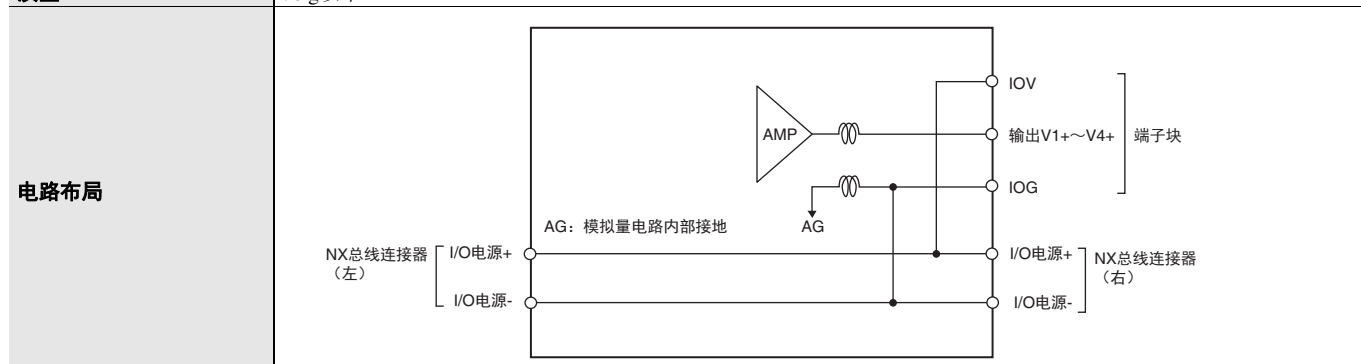 电路布局
IOV
AMP
输出V1+～V4+
端子块
IOG
AG：模拟量电路内部接地
AG
NX总线连接器
（左）
I/O电源+
I/O电源-
I/O电源+
I/O电源-
NX总线连接器
（右）